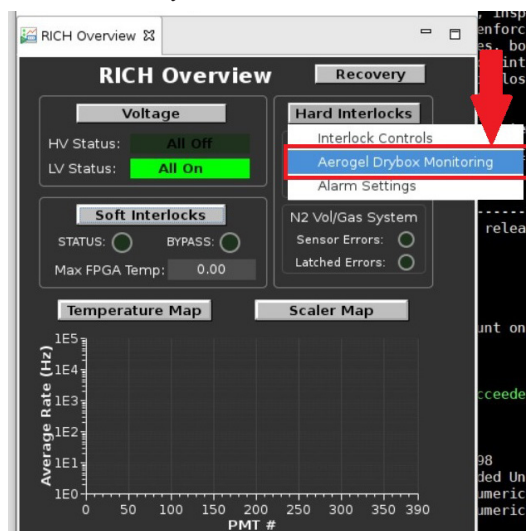 RICH Overview
, insp
enforc
es, bo
int
los
RICH Overview
Recovery
Voltage
Hard Interlocks
HV Status: All Off
LV Status: All On
Interlock Controls
Aerogel Drybox Monitoring
Alarm Settings
Soft Interlocks
STATUS: BYPASS:
Max FPGA Temp: 0.00
N2 Vol/Gas System
Sensor Errors:
Latched Errors:
------
relea
Temperature Map
Scaler Map
unt on
cceede
98
ded Un
umeric
umeric
Average Rate (Hz)
1E5
1E4
1E3
1E2
1E1
1E0
0 50 100 150 200 250 300 350 390
PMT #